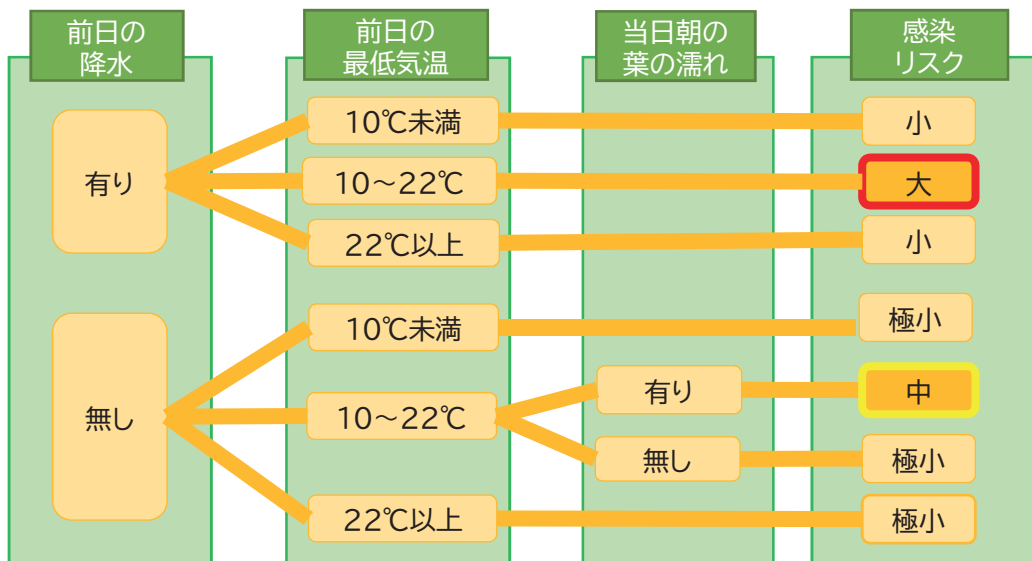 前日の
降水
前日の
最低気温
当日朝の
葉の濡れ
感染
リスク
有り
10℃未満
小
10～22℃
大
22℃以上
小
無し
10℃未満
極小
10～22℃
有り
中
無し
極小
22℃以上
極小